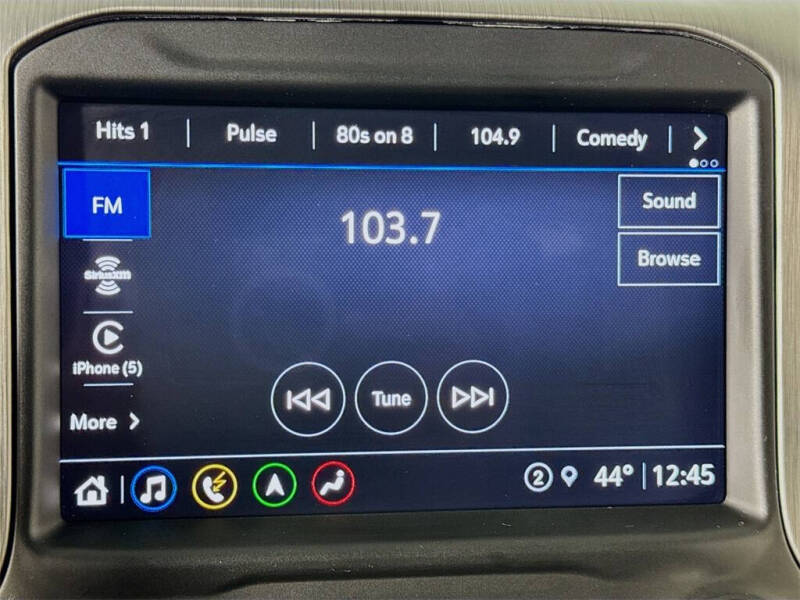 Hits 1 Pulse 80s on 8 104.9 Comedy
FM
103.7
Sound
SiriusXM
Browse
iPhone (5)
Tune
More
2 44° 12:45